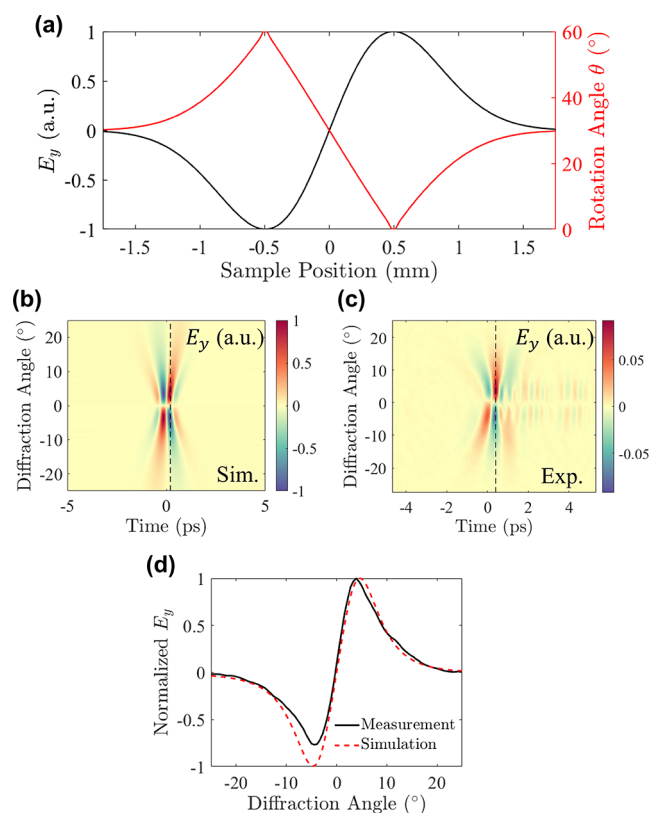 (a)
1
0.5
0
-0.5
-1
E_y (a.u.)
60
40
20
0
Rotation Angle θ (°)
-1.5 -1 -0.5 0 0.5 1 1.5
Sample Position (mm)
(b)
20
10
0
-10
-20
Diffraction Angle (°)
E_y (a.u.)
Sim.
1
0.5
0
-0.5
-1
-5 0 5
Time (ps)
(c)
20
10
0
-10
-20
Diffraction Angle (°)
E_y (a.u.)
Exp.
0.05
0
-0.05
-4 -2 0 2 4
Time (ps)
(d)
1
0.5
0
-0.5
-1
Normalized E_y
Measurement
Simulation
-20 -10 0 10 20
Diffraction Angle (°)